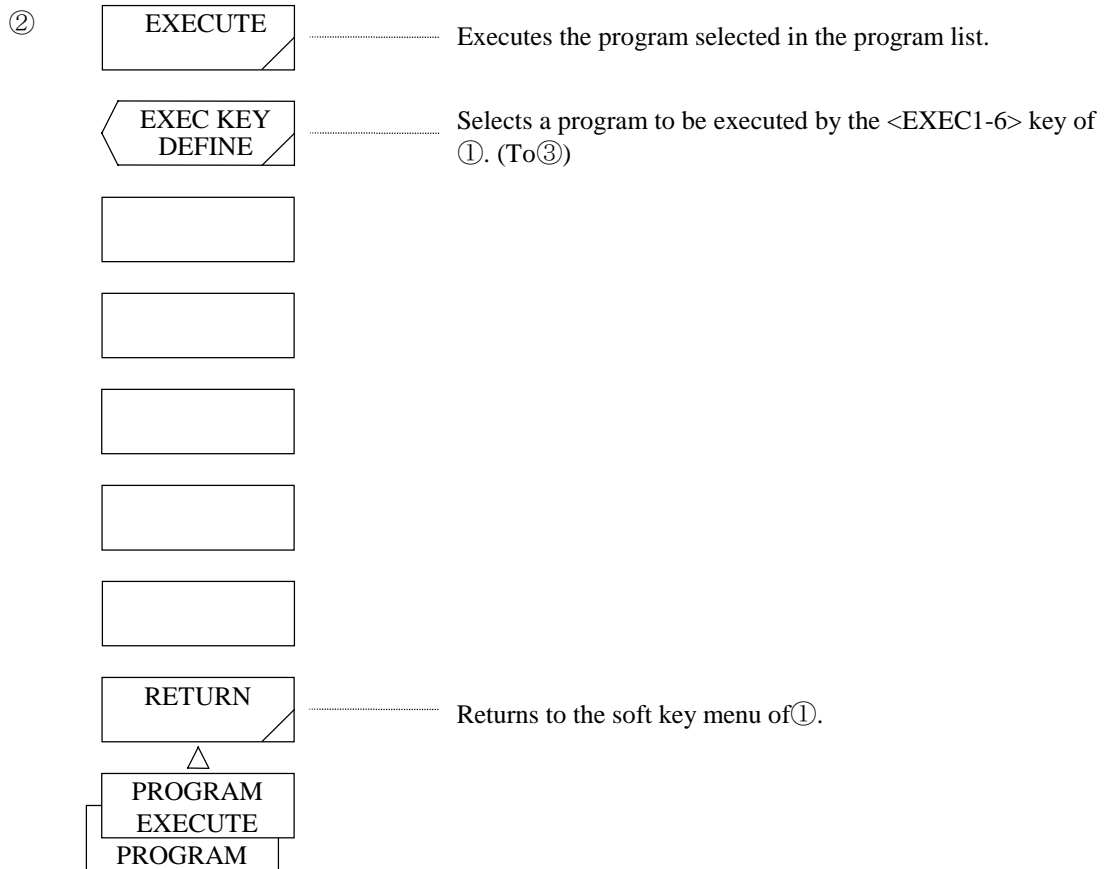 ②
EXECUTE
Executes the program selected in the program list.
EXEC KEY
DEFINE
Selects a program to be executed by the <EXEC1-6> key of
①. (To③)
RETURN
Returns to the soft key menu of①.
PROGRAM
EXECUTE
PROGRAM